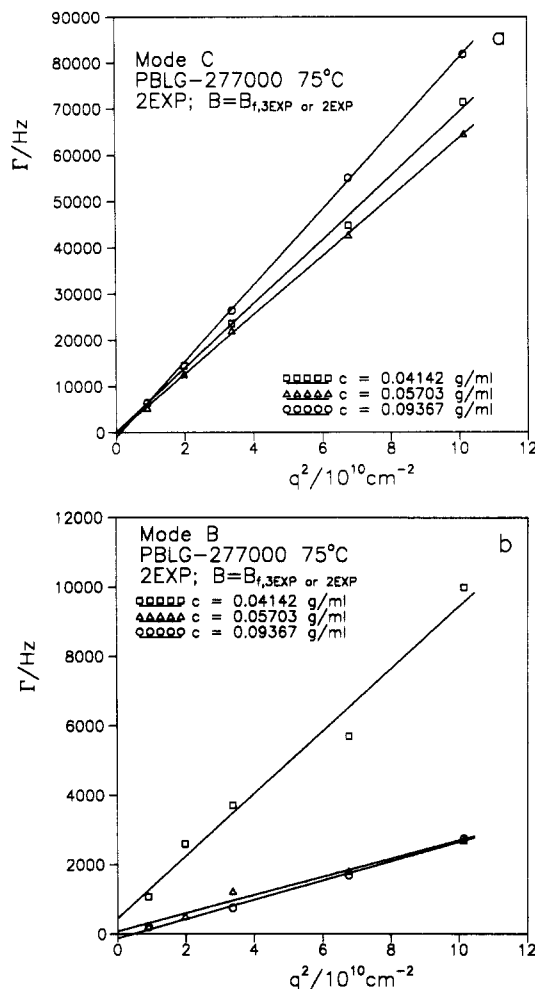 a
Mode C
PBLG-277000 75°C
2EXP; B=B_f,3EXP or 2EXP
Γ/Hz
90000
80000
70000
60000
50000
40000
30000
20000
10000
0
c = 0.04142 g/ml
c = 0.05703 g/ml
c = 0.09367 g/ml
0 2 4 6 8 10 12
q²/10¹⁰cm⁻²
b
Mode B
PBLG-277000 75°C
2EXP; B=B_f,3EXP or 2EXP
c = 0.04142 g/ml
c = 0.05703 g/ml
c = 0.09367 g/ml
Γ/Hz
12000
10000
8000
6000
4000
2000
0
0 2 4 6 8 10 12
q²/10¹⁰cm⁻²